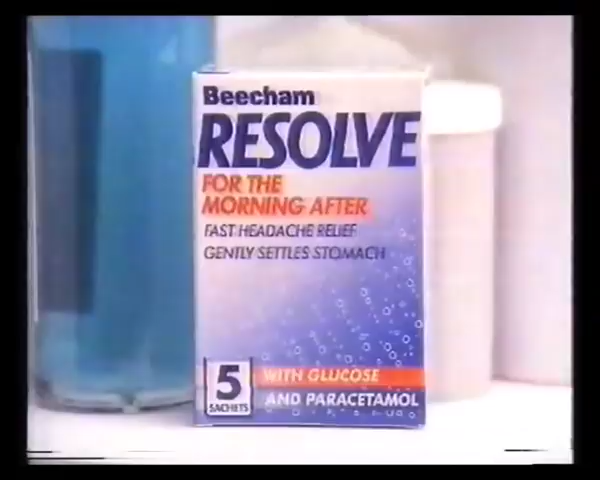 Beecham
RESOLVE
FOR THE
MORNING AFTER
FAST HEADACHE RELIEF
GENTLY SETTLES STOMACH
5
SACHETS
WITH GLUCOSE
AND PARACETAMOL